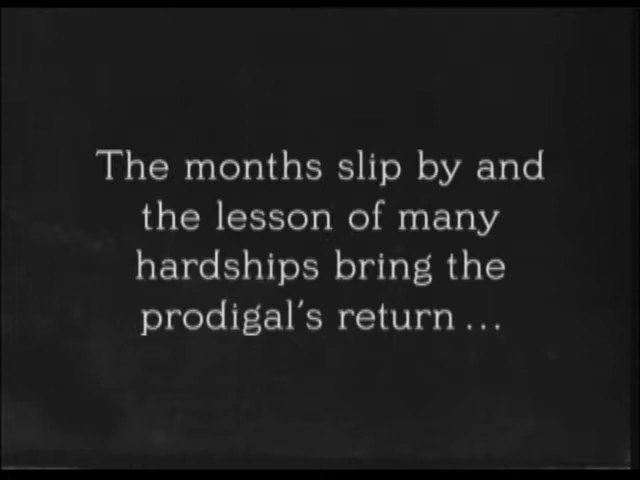 The months slip by and
the lesson of many
hardships bring the
prodigal's return ...